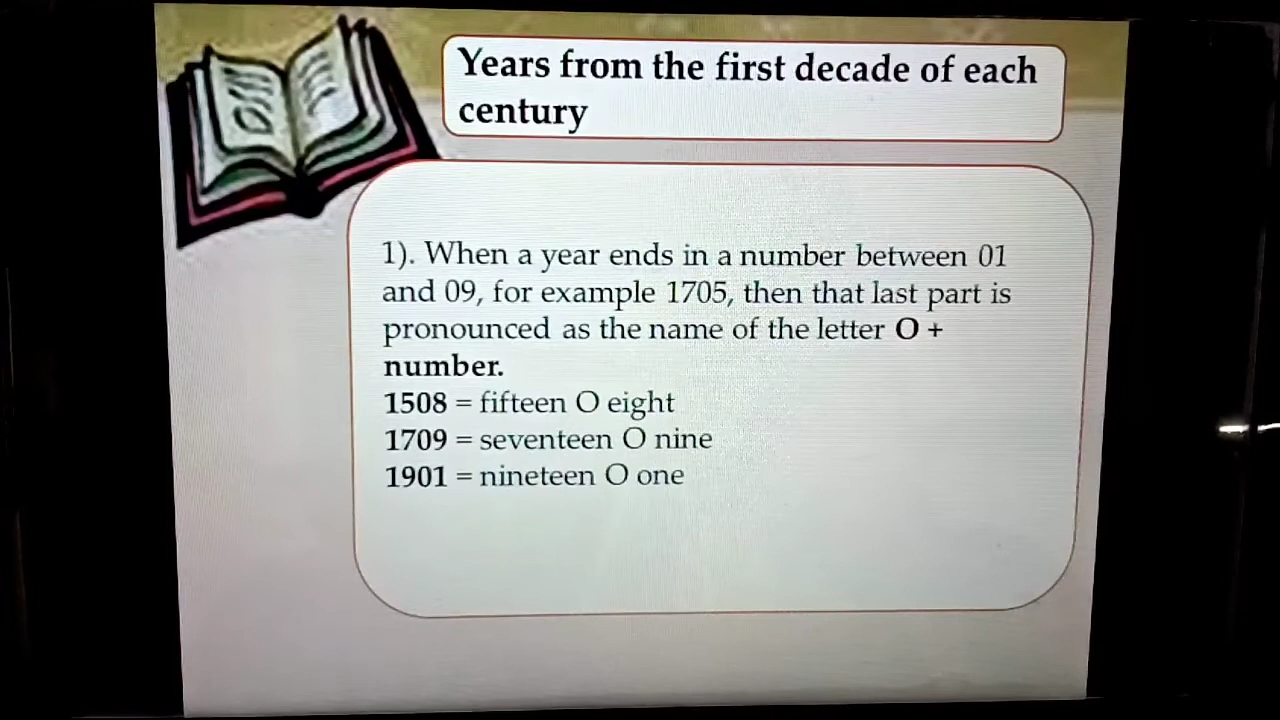 Years from the first decade of each
century
1). When a year ends in a number between 01
and 09, for example 1705, then that last part is
pronounced as the name of the letter O +
number.
1508 = fifteen O eight
1709 = seventeen O nine
1901 = nineteen O one